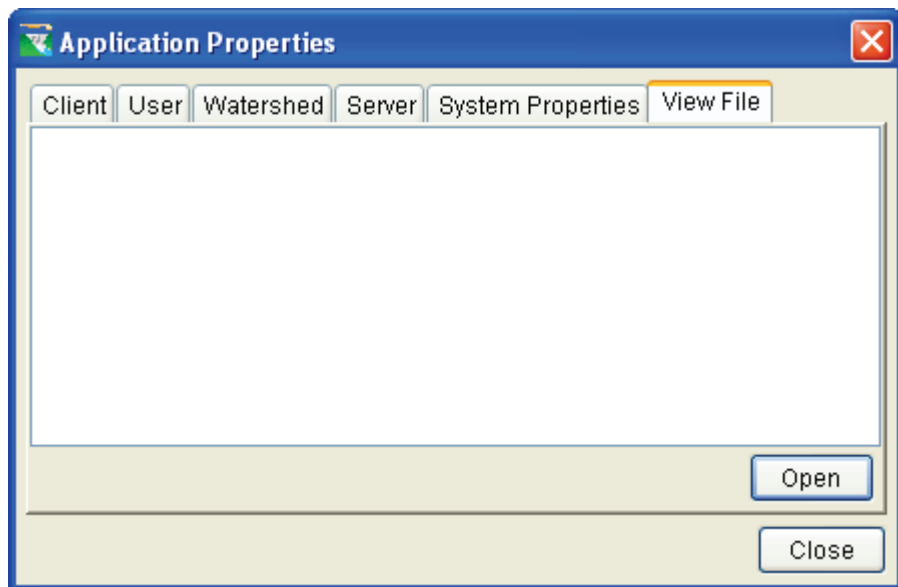 Application Properties
Client User Watershed Server System Properties View File
Open
Close